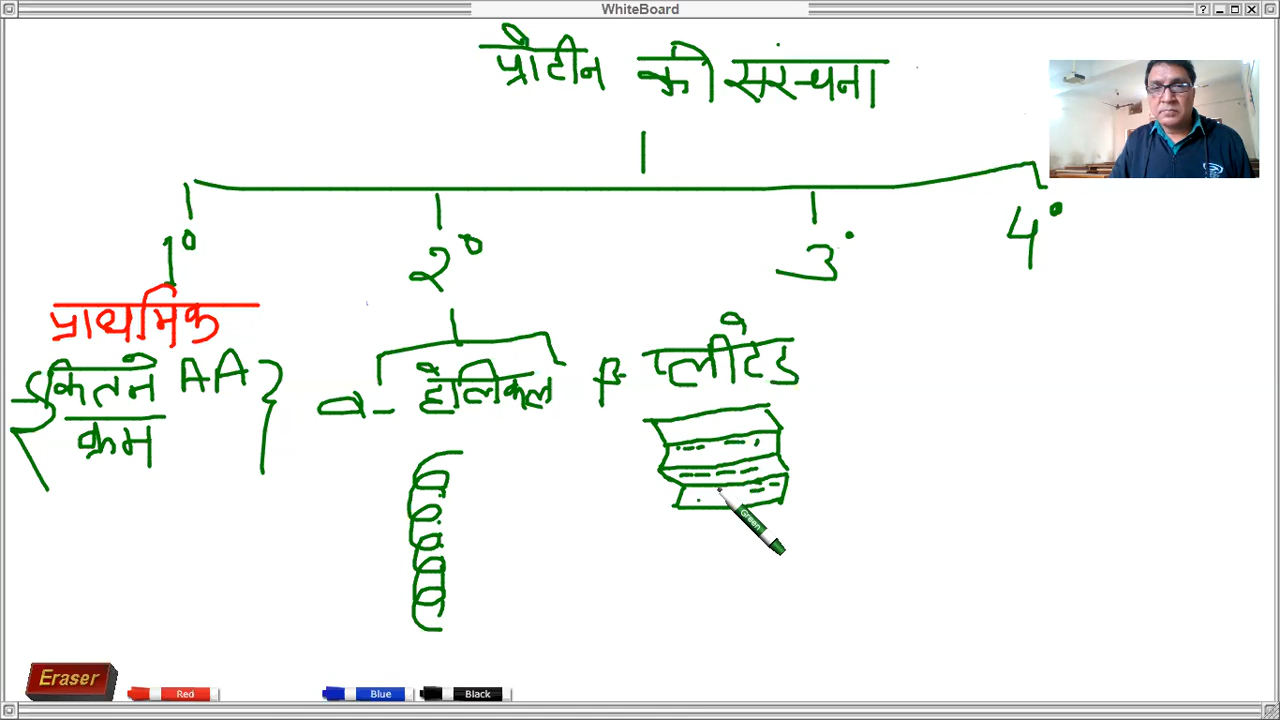 WhiteBoard
प्रोटीन की संरचना
1° 2° 3° 4°
प्राथमिक
कितने AA
क्रम
α- हेलिकल β- प्लीटेड
Green
Eraser Red Blue Black